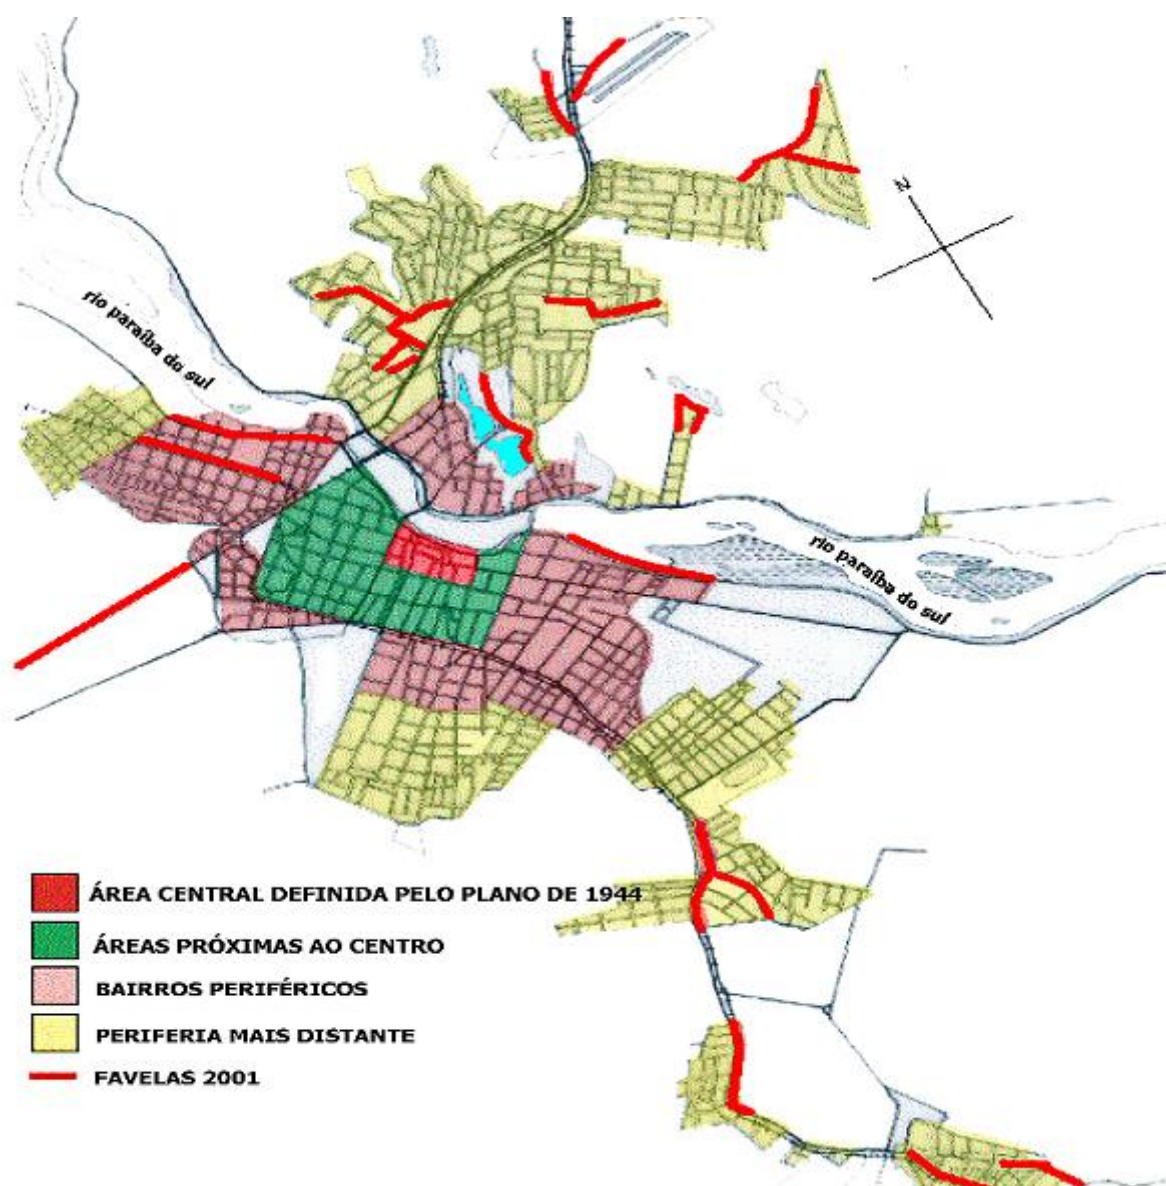 N
rio paraíba do sul
rio paraíba do sul
ÁREA CENTRAL DEFINIDA PELO PLANO DE 1944
ÁREAS PRÓXIMAS AO CENTRO
BAIRROS PERIFÉRICOS
PERIFERIA MAIS DISTANTE
FAVELAS 2001